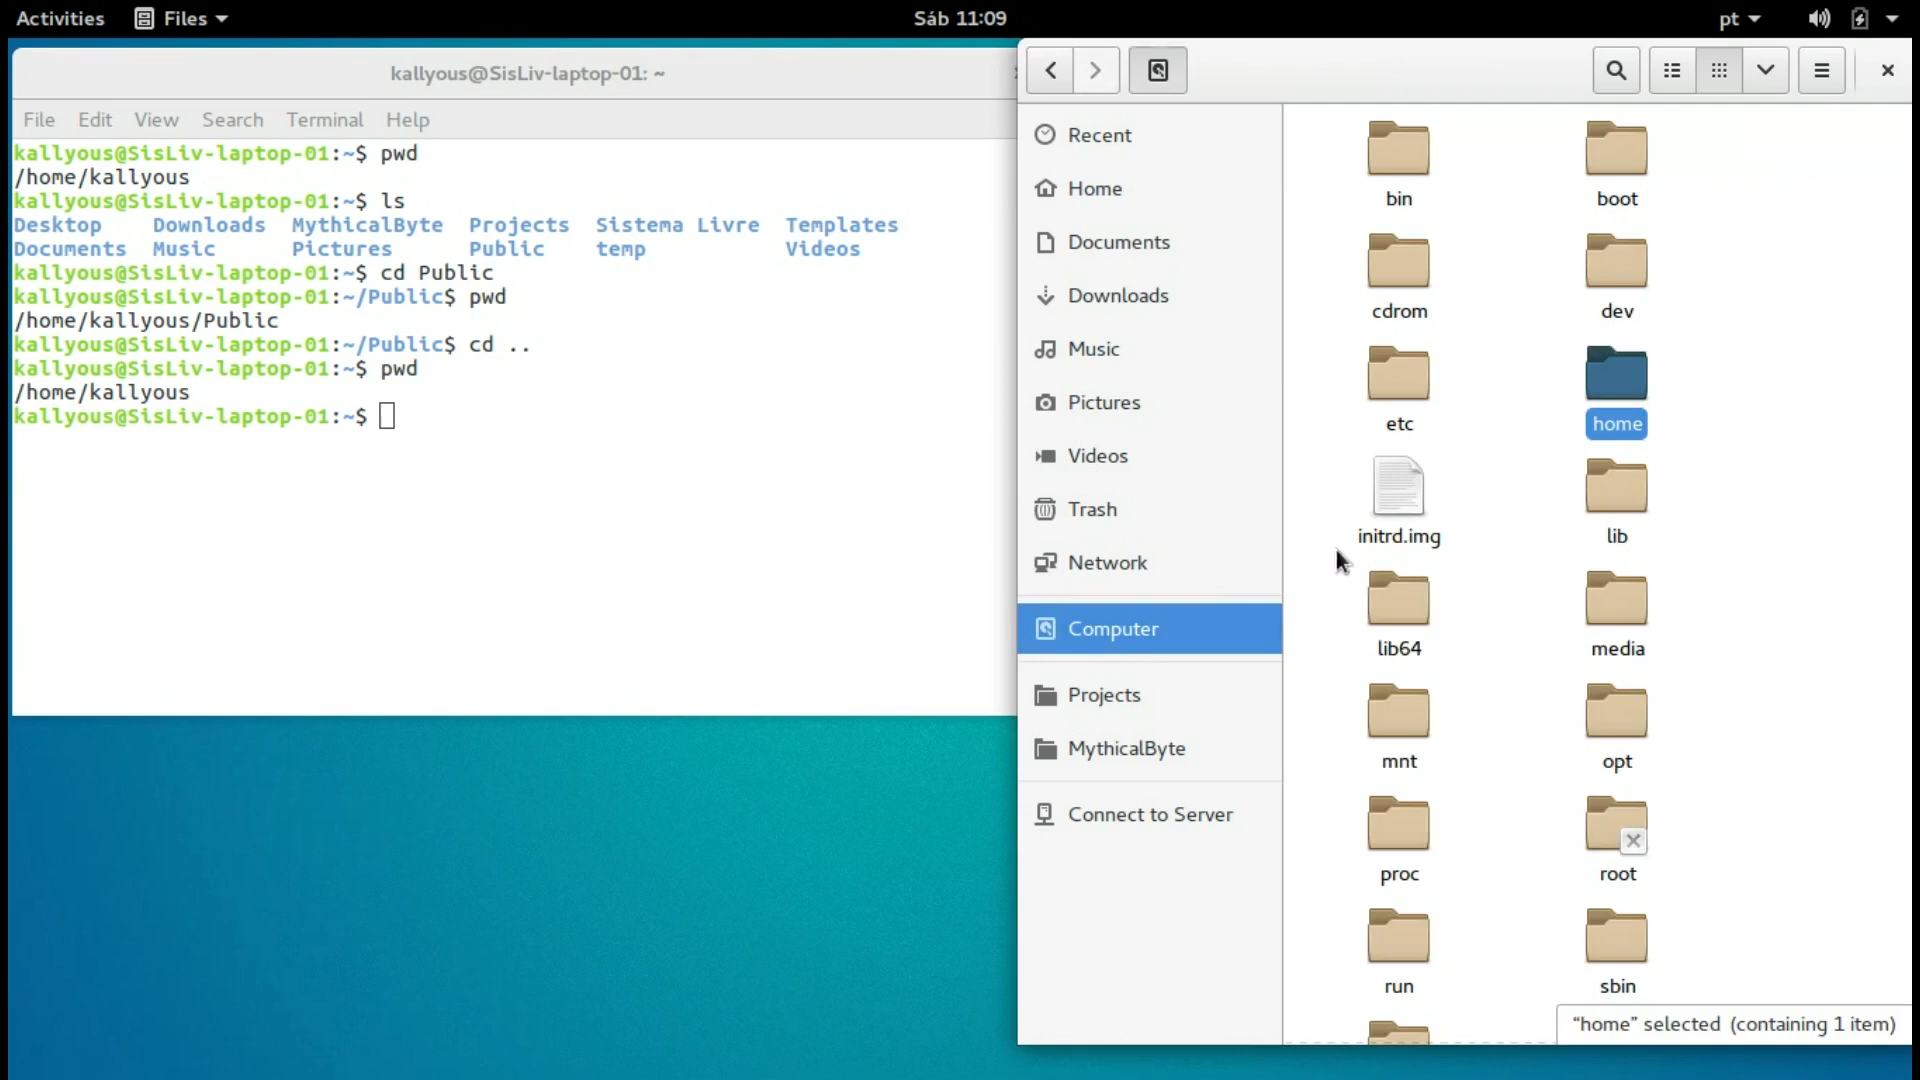 Activities Files Sáb 11:09 pt
kallyous@SisLiv-laptop-01: ~
File Edit View Search Terminal Help
kallyous@SisLiv-laptop-01:~$ pwd
/home/kallyous
kallyous@SisLiv-laptop-01:~$ ls
Desktop Downloads MythicalByte Projects Sistema Livre Templates
Documents Music Pictures Public temp Videos
kallyous@SisLiv-laptop-01:~$ cd Public
kallyous@SisLiv-laptop-01:~/Public$ pwd
/home/kallyous/Public
kallyous@SisLiv-laptop-01:~/Public$ cd ..
kallyous@SisLiv-laptop-01:~$ pwd
/home/kallyous
kallyous@SisLiv-laptop-01:~$
Recent
Home
Documents
Downloads
Music
Pictures
Videos
Trash
Network
Computer
Projects
MythicalByte
Connect to Server
bin boot
cdrom dev
etc home
initrd.img lib
lib64 media
mnt opt
proc root
run sbin
“home” selected (containing 1 item)